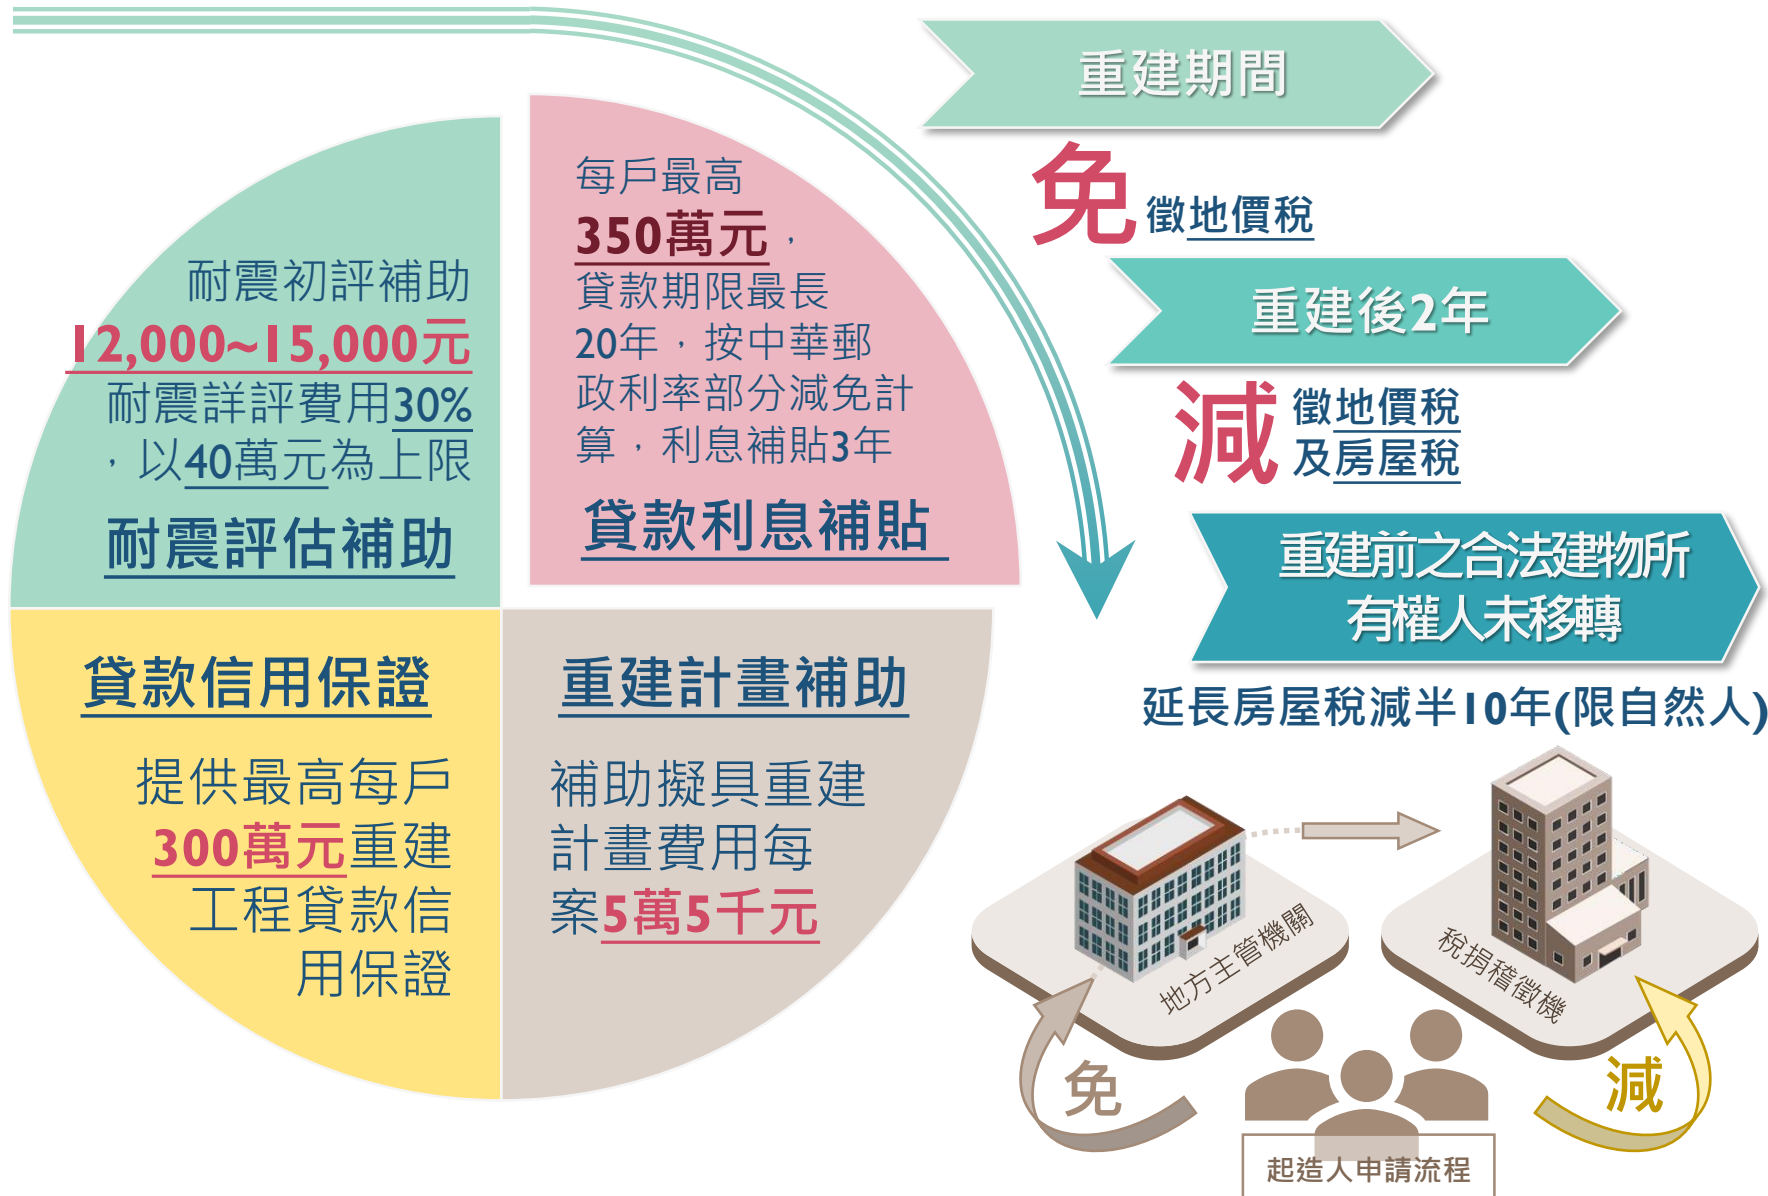 耐震初評補助
12,000~15,000元
耐震詳評費用30%
，以40萬元為上限
耐震評估補助
每戶最高
350萬元，
貸款期限最長
20年，按中華郵
政利率部分減免計
算，利息補貼3年
貸款利息補貼
貸款信用保證
提供最高每戶
300萬元重建
工程貸款信
用保證
重建計畫補助
補助擬具重建
計畫費用每
案5萬5千元
重建期間
免徵地價稅
重建後2年
減徵地價稅
及房屋稅
重建前之合法建物所
有權人未移轉
延長房屋稅減半10年(限自然人)
地方主管機關
稅捐稽徵機
免
減
起造人申請流程